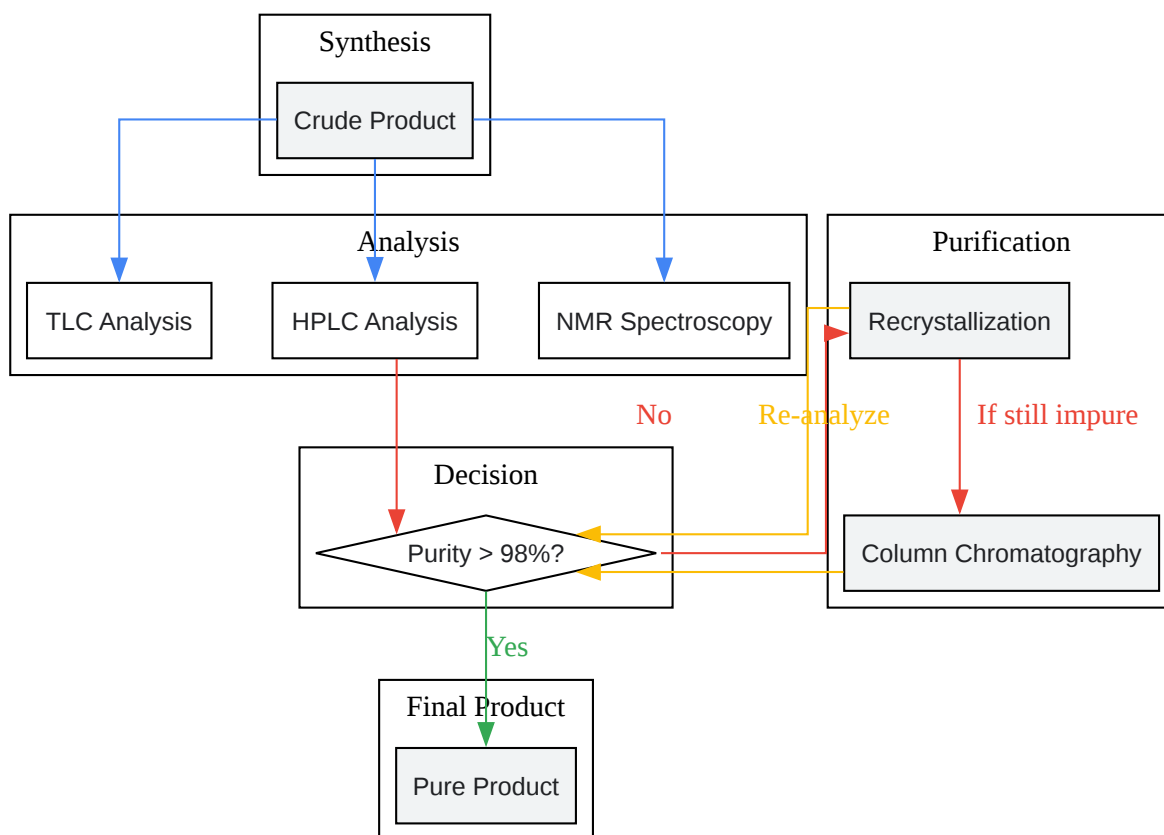 Synthesis
Crude Product
Analysis
Purification
TLC Analysis
HPLC Analysis
NMR Spectroscopy
Recrystallization
No
Re-analyze
If still impure
Decision
Purity > 98%?
Column Chromatography
Yes
Final Product
Pure Product